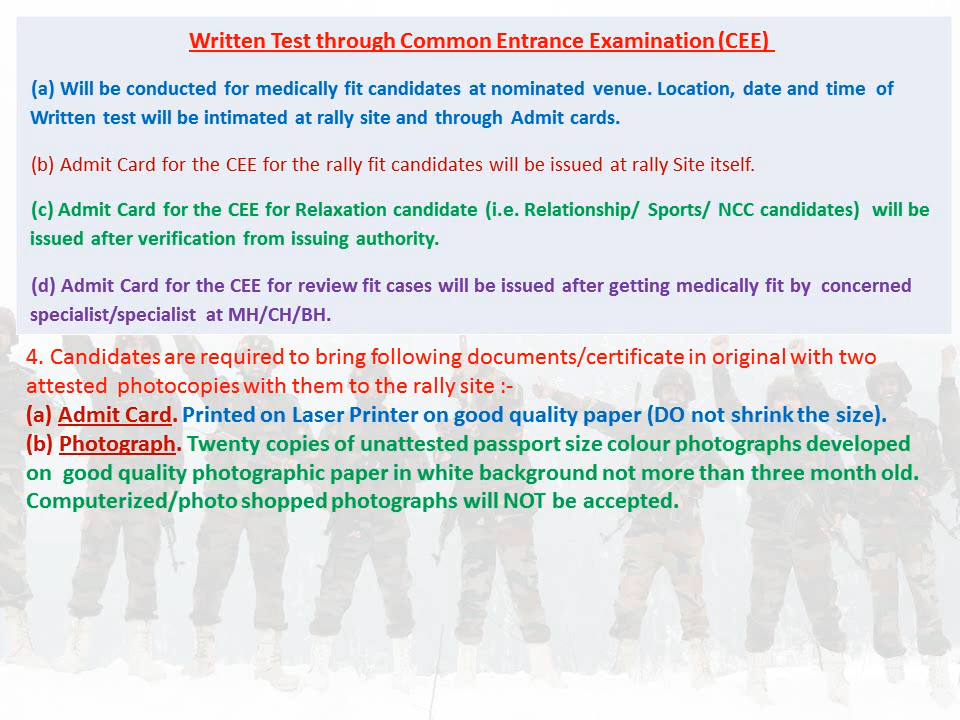 Written Test through Common Entrance Examination (CEE)
(a) Will be conducted for medically fit candidates at nominated venue. Location, date and time of
Written test will be intimated at rally site and through Admit cards.
(b) Admit Card for the CEE for the rally fit candidates will be issued at rally Site itself.
(c) Admit Card for the CEE for Relaxation candidate (i.e. Relationship/ Sports/ NCC candidates) will be
issued after verification from issuing authority.
(d) Admit Card for the CEE for review fit cases will be issued after getting medically fit by concerned
specialist/specialist at MH/CH/BH.
4. Candidates are required to bring following documents/certificate in original with two
attested photocopies with them to the rally site :-
(a) Admit Card. Printed on Laser Printer on good quality paper (DO not shrink the size).
(b) Photograph. Twenty copies of unattested passport size colour photographs developed
on good quality photographic paper in white background not more than three month old.
Computerized/photo shopped photographs will NOT be accepted.